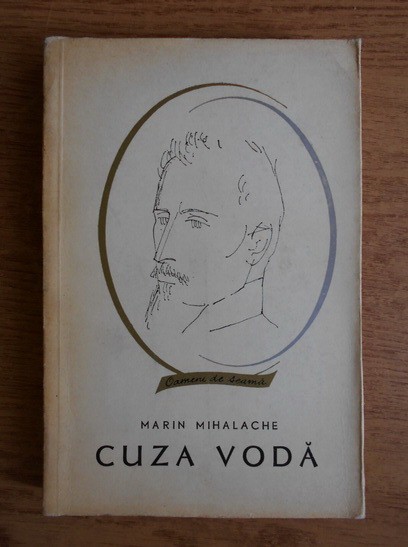 Oameni de seamă
MARIN MIHALACHE
CUZA VODĂ